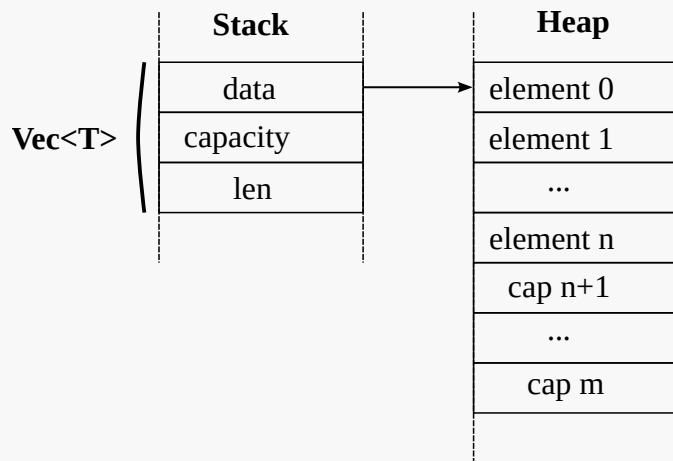 Stack
Heap
Vec<T>
data
capacity
len
element 0
element 1
...
element n
cap n+1
...
cap m